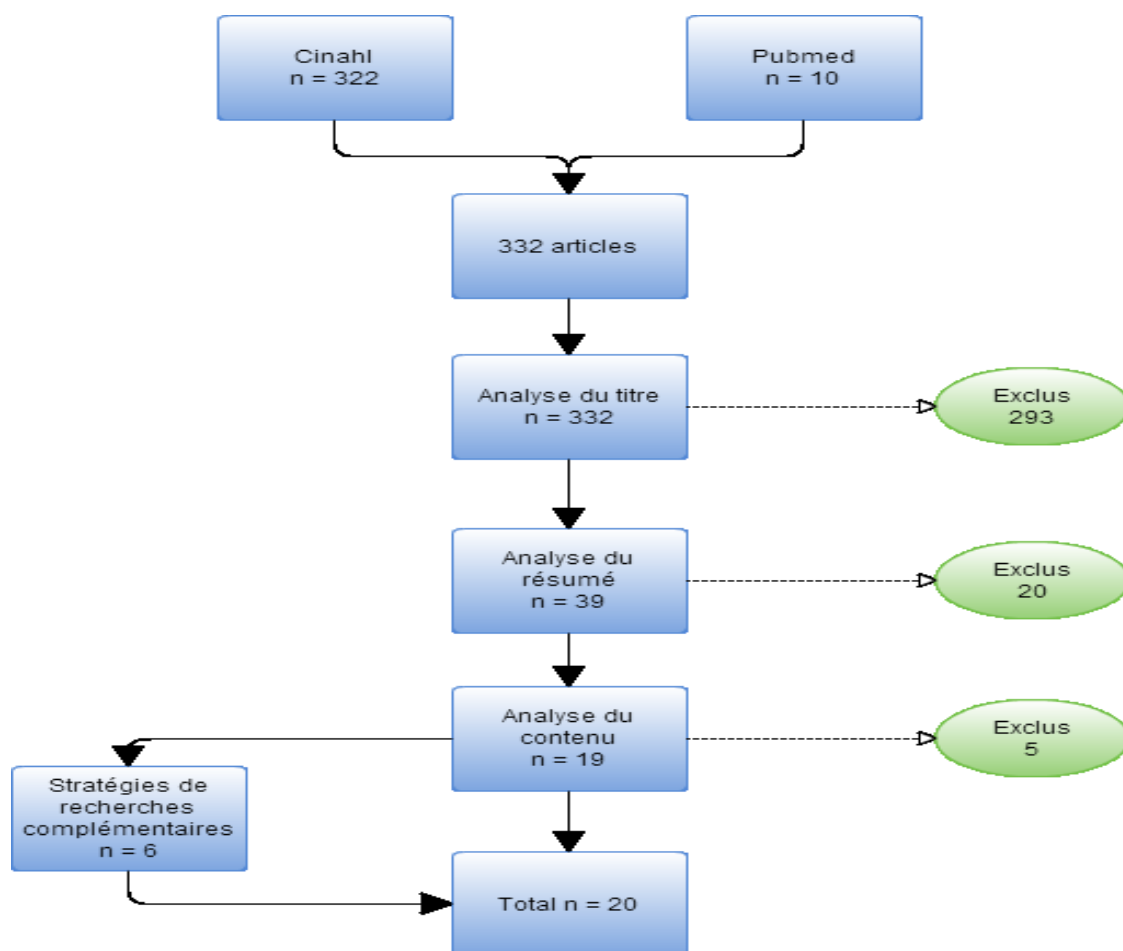 Cinahl
n = 322
Pubmed
n = 10
332 articles
Analyse du titre
n = 332
Exclus
293
Analyse du
résumé
n = 39
Exclus
20
Analyse du
contenu
n = 19
Exclus
5
Stratégies de
recherches
complémentaires
n = 6
Total n = 20